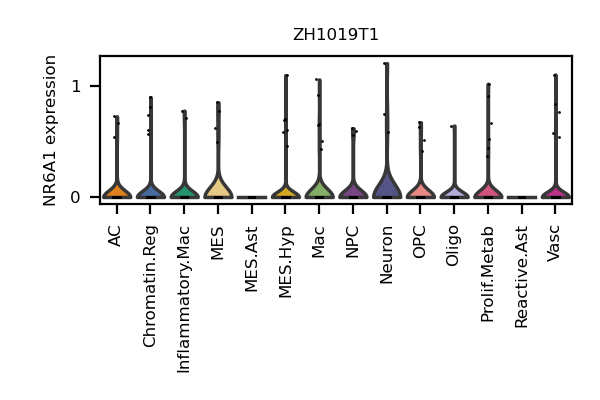 ZH1019T1
NR6A1 expression
1
0
AC
Chromatin.Reg
Inflammatory.Mac
MES
MES.Ast
MES.Hyp
Mac
NPC
Neuron
OPC
Oligo
Prolif.Metab
Reactive.Ast
Vasc